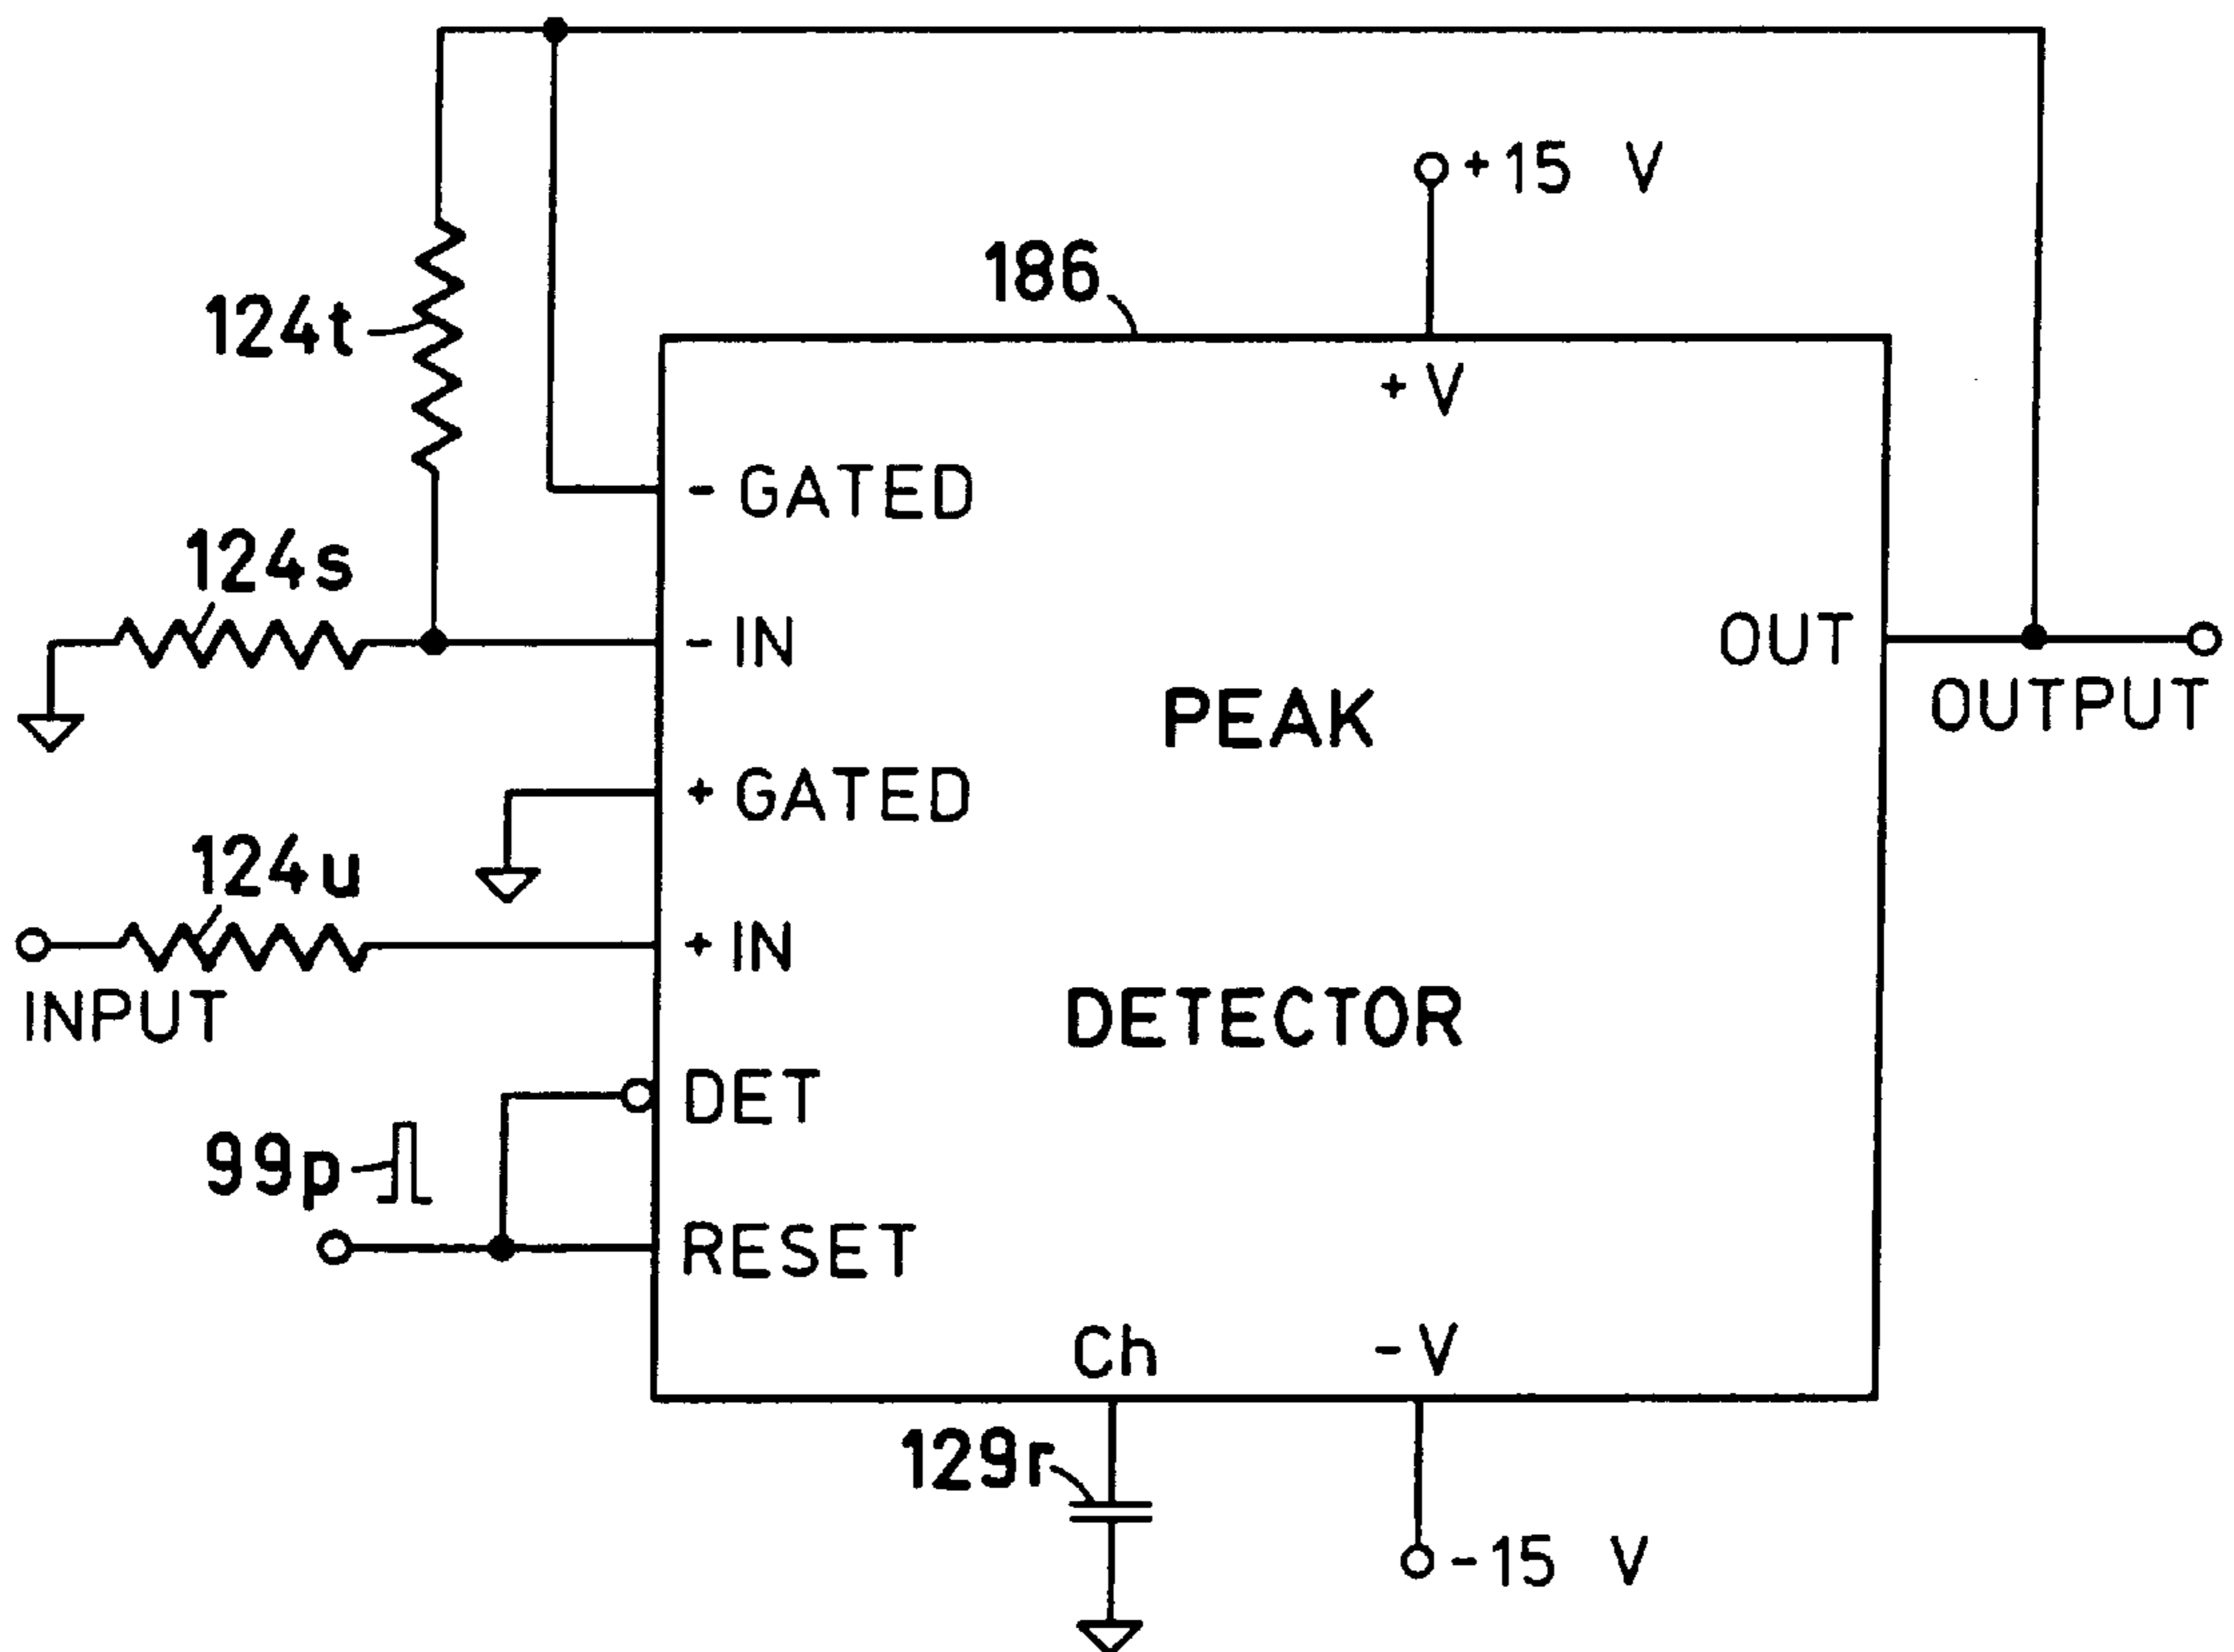 +15 V
186
124t
+ V
- GATED
124s
- IN
OUT
PEAK
OUTPUT
+ GATED
124u
+ IN
INPUT
DETECTOR
DET
99p
RESET
Ch
- V
129r
-15 V